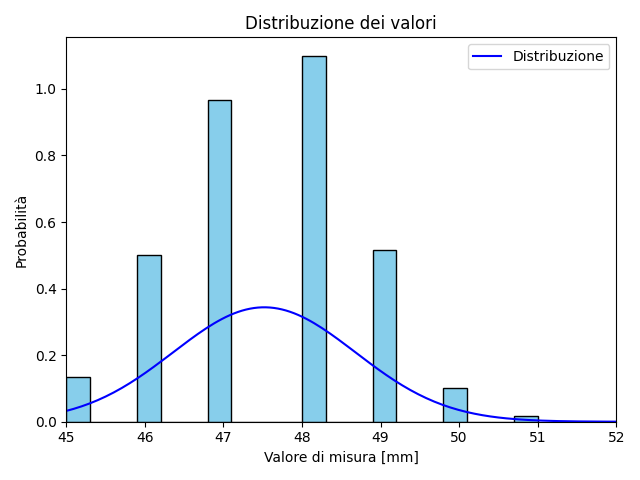 Distribuzione dei valori
Distribuzione
Probabilità
1.0
0.8
0.6
0.4
0.2
0.0
45 46 47 48 49 50 51 52
Valore di misura [mm]